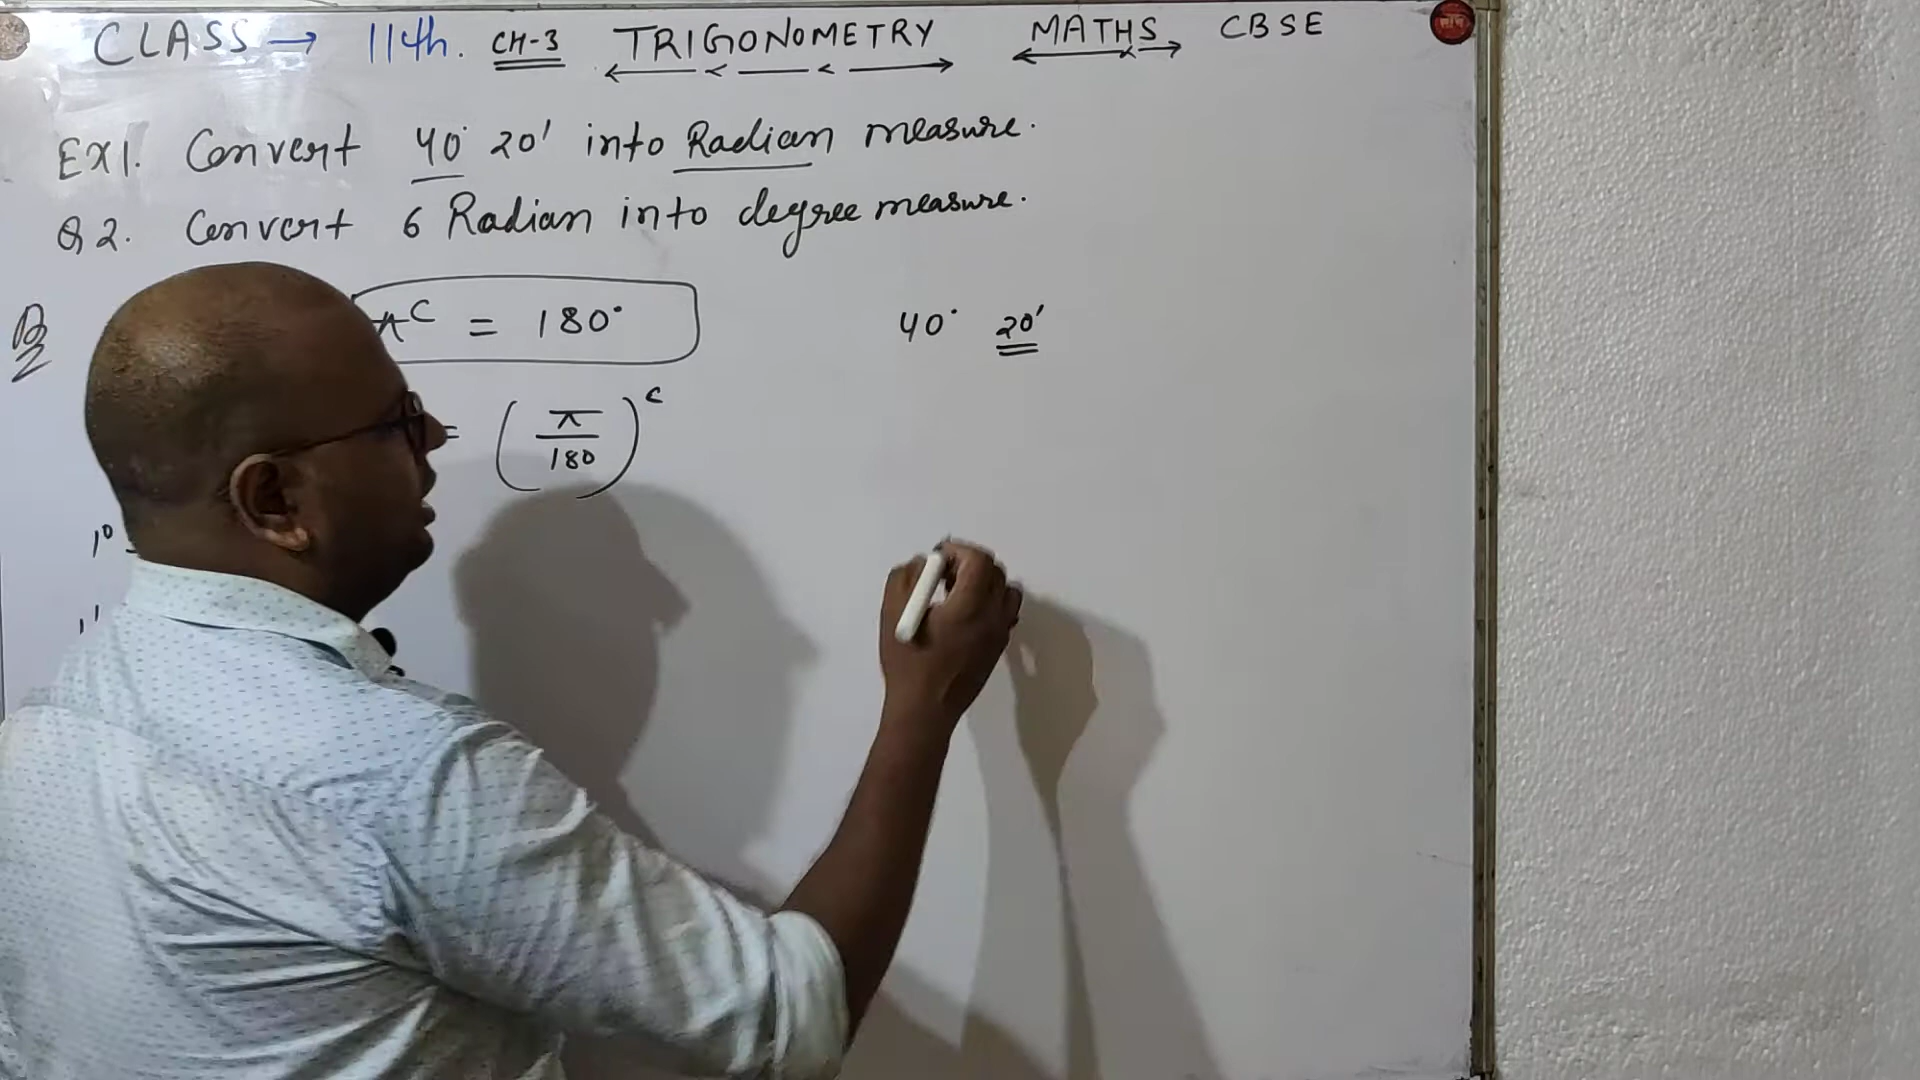 CLASS → 11th. CH-3 TRIGONOMETRY MATHS CBSE
EX1. Convert 40° 20' into Radian measure.
Q2. Convert 6 Radian into degree measure.
π^C = 180°
40° 20'
= (π/180)^c
1°
1'